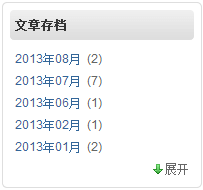 文章存档
2013年08月 (2)
2013年07月 (7)
2013年06月 (1)
2013年02月 (1)
2013年01月 (2)
展开